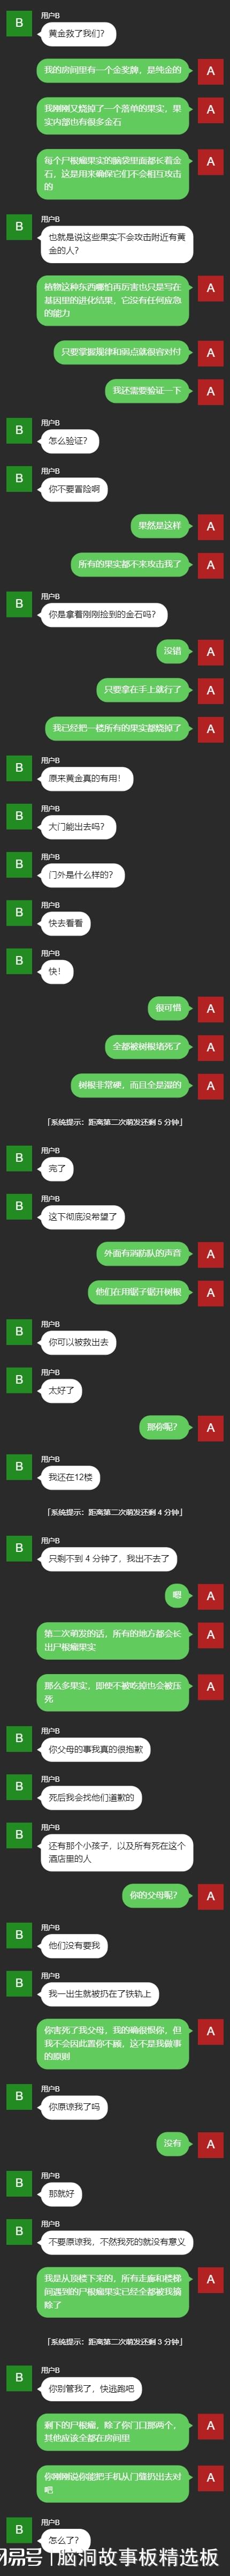 B
用户B
黄金救了我们?
我的房间里有一个金奖牌，是纯金的
A
我刚刚又烧掉了一个落单的果实，果
实内部也有很多金石
A
每个尸根瘤果实的脑袋里面都长着金
石，这是用来确保它们不会相互攻击
的
A
B
用户B
也就是说这些果实不会攻击附近有黄
金的人?
植物这种东西哪怕再厉害也只是写在
基因里的进化结果，它没有任何应急
的能力
A
只要掌握规律和弱点就很容对付
A
我还需要验证一下
A
B
用户B
怎么验证?
B
用户B
你不要冒险啊
果然是这样
A
所有的果实都不来攻击我了
A
B
用户B
你是拿着刚刚捡到的金石吗?
没错
A
只要拿在手上就行了
A
我已经把一楼所有的果实都烧掉了
A
B
用户B
原来黄金真的有用!
B
用户B
大门能出去吗?
B
用户B
门外是什么样的?
B
用户B
快去看看
B
用户B
快!
很可惜
A
全都被树根堵死了
A
树根非常硬，而且全是湿的
A
「系统提示：距离第二次萌发还剩 5 分钟」
B
用户B
完了
B
用户B
这下彻底没希望了
外面有消防队的声音
A
他们在用锯子锯开树根
A
B
用户B
你可以被救出去
B
用户B
太好了
那你呢?
A
B
用户B
我还在12楼
「系统提示：距离第二次萌发还剩 4 分钟」
B
用户B
只剩不到 4 分钟了，我出不去了
嗯
A
第二次萌发的话，所有的地方都会长
出尸根瘤果实
A
那么多果实，即使不被吃掉也会被压
死
A
B
用户B
你父母的事我真的很抱歉
B
用户B
死后我会找他们道歉的
B
用户B
还有那个小孩子，以及所有死在这个
酒店里的人
你的父母呢?
A
B
用户B
他们没有要我
B
用户B
我一出生就被扔在了铁轨上
你害死了我父母，我的确很恨你，但
我不会因此置你不顾，这不是我做事
的原则
A
B
用户B
你原谅我了吗
没有
A
B
用户B
那就好
B
用户B
不要原谅我，不然我死的就没有意义
我是从顶楼下来的，所有走廊和楼梯
间遇到的尸根瘤果实已经全都被我摘
除了
A
「系统提示：距离第二次萌发还剩 3 分钟」
B
用户B
你别管我了，快逃跑吧
剩下的尸根瘤，除了你门口那两个，
其他应该全都在房间里
A
你刚刚说你能把手机从门缝扔出去对
吧
A
B
用户B
怎么了?
易号 | 脑洞故事板精选板